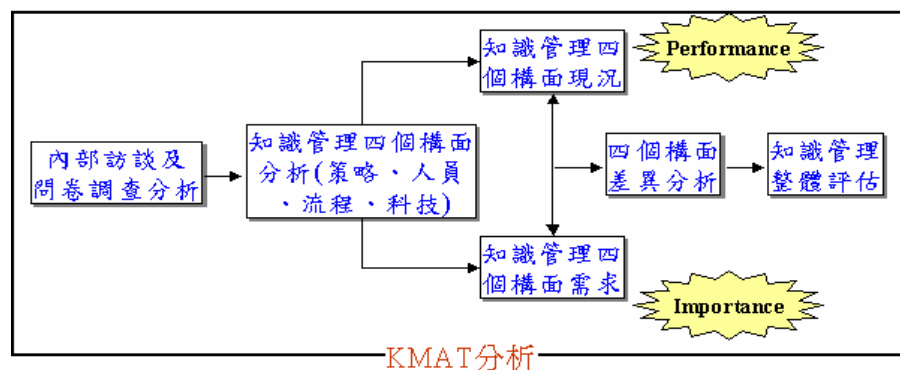 內部訪談及
問卷調查分析
知識管理四個構面
分析(策略、人員
、流程、科技)
知識管理四
個構面現況
Performance
四個構面
差異分析
知識管理
整體評估
知識管理四
個構面需求
Importance
KMAT分析